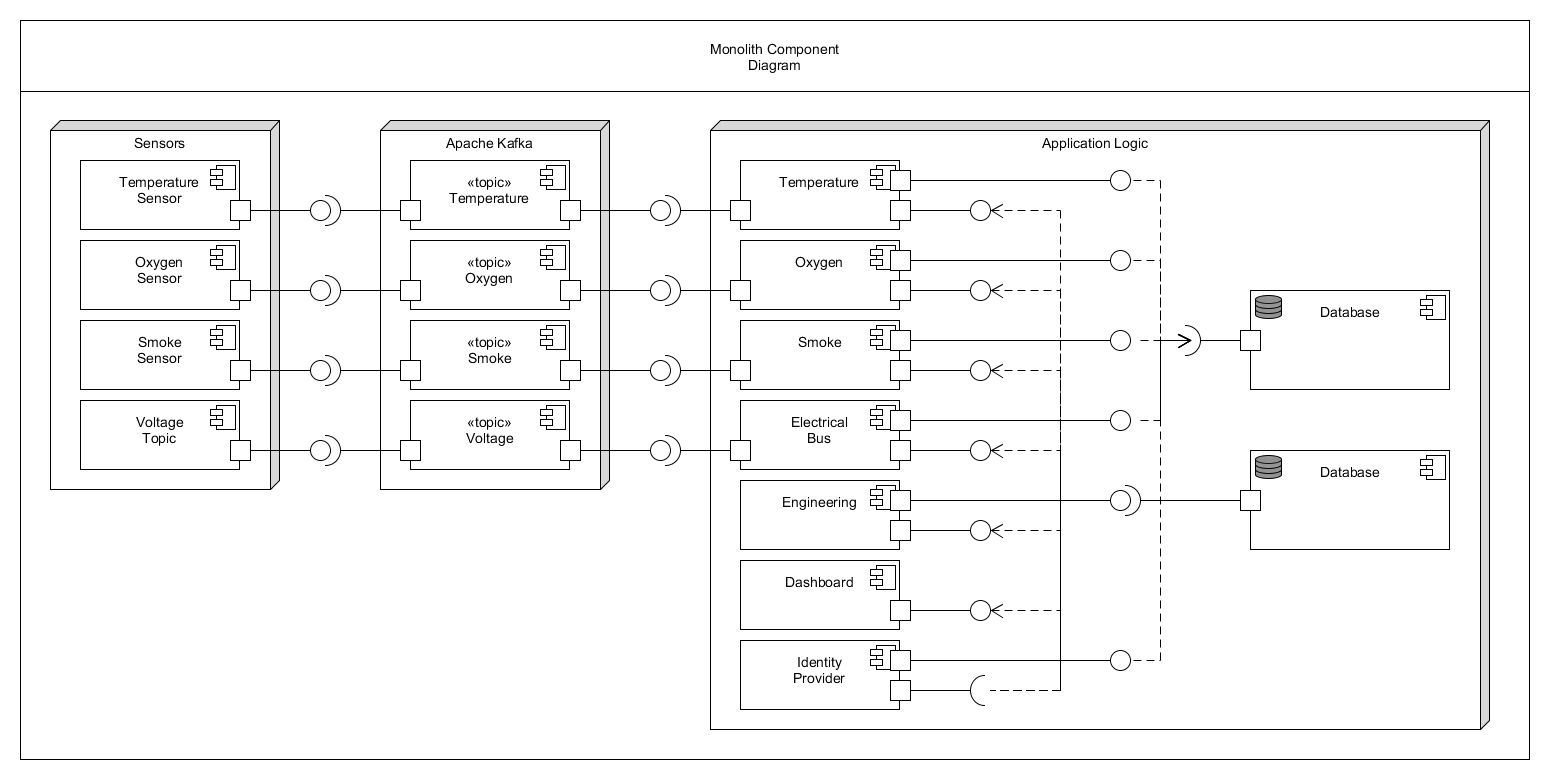 Monolith Component
Diagram
Sensors
Temperature
Sensor
Oxygen
Sensor
Smoke
Sensor
Voltage
Topic
Apache Kafka
«topic»
Temperature
«topic»
Oxygen
«topic»
Smoke
«topic»
Voltage
Application Logic
Temperature
Oxygen
Smoke
Electrical
Bus
Engineering
Dashboard
Identity
Provider
Database
Database